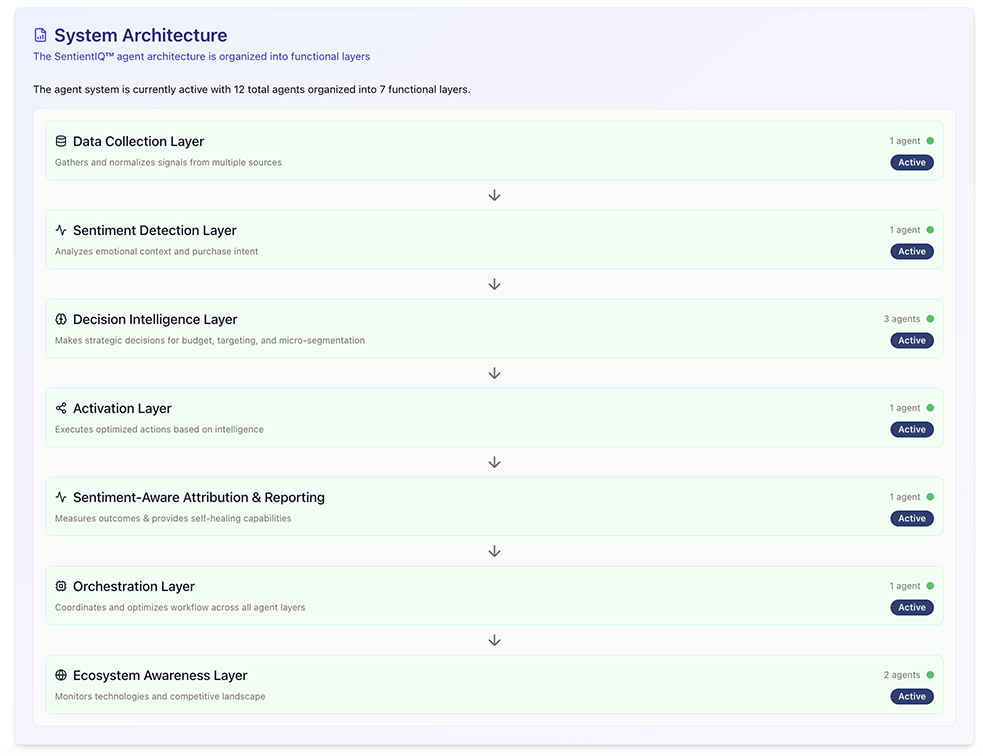 System Architecture
The SentientIQ™ agent architecture is organized into functional layers
The agent system is currently active with 12 total agents organized into 7 functional layers.
Data Collection Layer
1 agent
Gathers and normalizes signals from multiple sources
Active
Sentiment Detection Layer
1 agent
Analyzes emotional context and purchase intent
Active
Decision Intelligence Layer
3 agents
Makes strategic decisions for budget, targeting, and micro-segmentation
Active
Activation Layer
1 agent
Executes optimized actions based on intelligence
Active
Sentiment-Aware Attribution & Reporting
1 agent
Measures outcomes & provides self-healing capabilities
Active
Orchestration Layer
1 agent
Coordinates and optimizes workflow across all agent layers
Active
Ecosystem Awareness Layer
2 agents
Monitors technologies and competitive landscape
Active